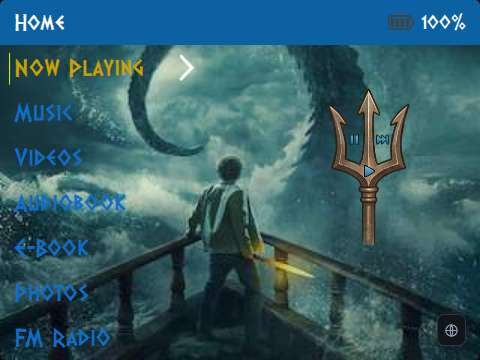 Home
100%
Now Playing
Music
Videos
Audiobook
E-Book
Photos
FM Radio